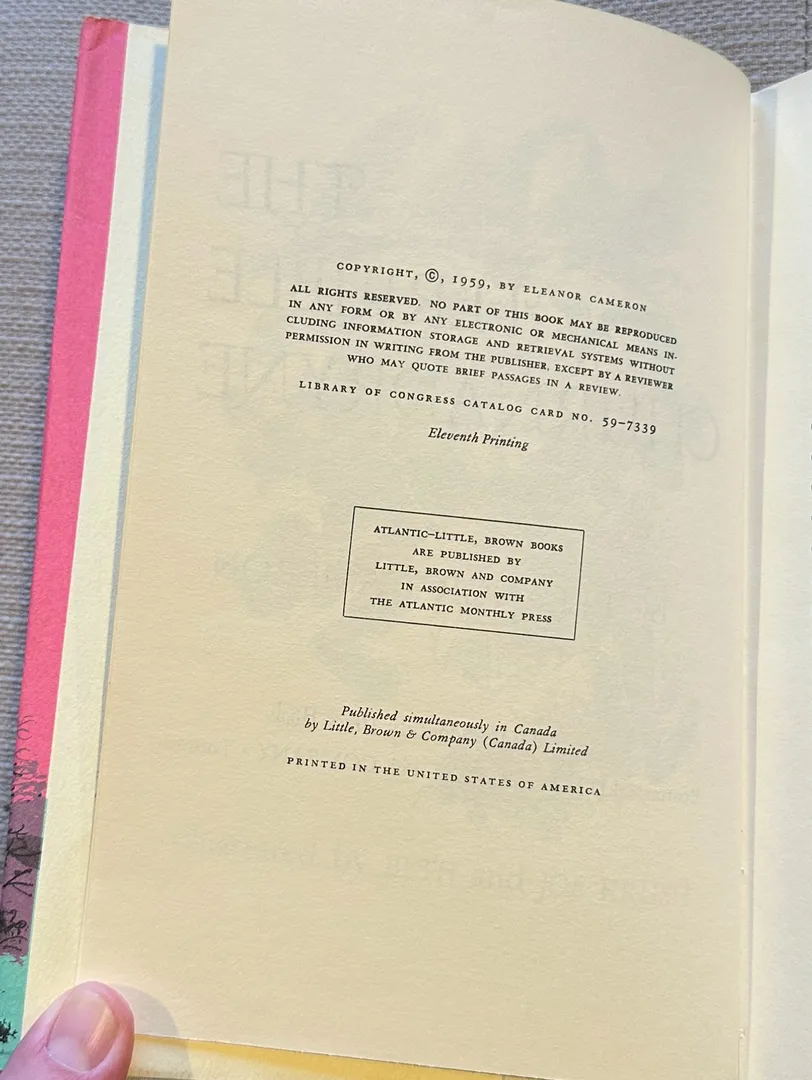 COPYRIGHT, ©, 1959, BY ELEANOR CAMERON
ALL RIGHTS RESERVED. NO PART OF THIS BOOK MAY BE REPRODUCED
IN ANY FORM OR BY ANY ELECTRONIC OR MECHANICAL MEANS IN-
CLUDING INFORMATION STORAGE AND RETRIEVAL SYSTEMS WITHOUT
PERMISSION IN WRITING FROM THE PUBLISHER, EXCEPT BY A REVIEWER
WHO MAY QUOTE BRIEF PASSAGES IN A REVIEW.
LIBRARY OF CONGRESS CATALOG CARD NO. 59-7339
Eleventh Printing
ATLANTIC–LITTLE, BROWN BOOKS
ARE PUBLISHED BY
LITTLE, BROWN AND COMPANY
IN ASSOCIATION WITH
THE ATLANTIC MONTHLY PRESS
Published simultaneously in Canada
by Little, Brown & Company (Canada) Limited
PRINTED IN THE UNITED STATES OF AMERICA